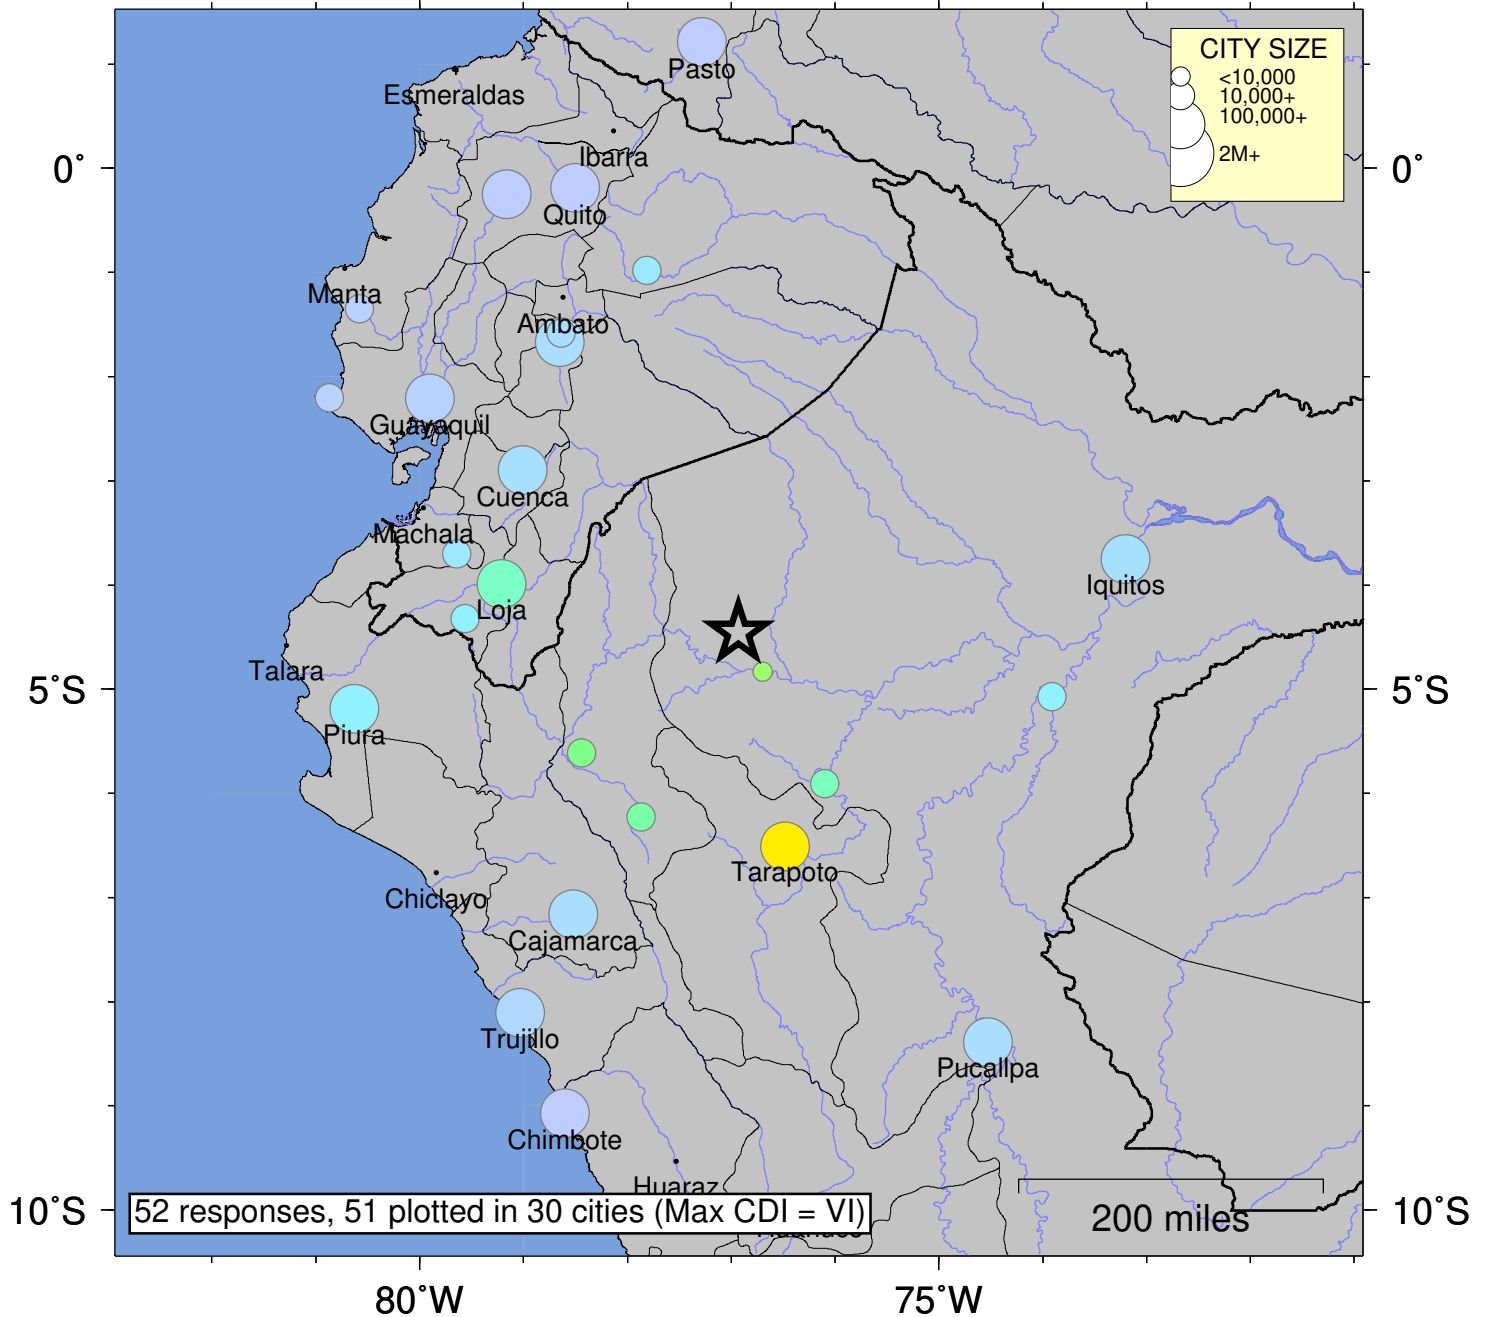 CITY SIZE
<10,000
10,000+
100,000+
2M+
Pasto
Esmeraldas
Ibarra
0°
0°
Quito
Manta
Ambato
Guayaquil
Cuenca
Machala
Iquitos
Loja
Talara
5°S
5°S
Piura
Tarapoto
Chiclayo
Cajamarca
Trujillo
Pucallpa
Chimbote
Huaraz
10°S
52 responses, 51 plotted in 30 cities (Max CDI = VI)
200 miles
10°S
80°W
75°W